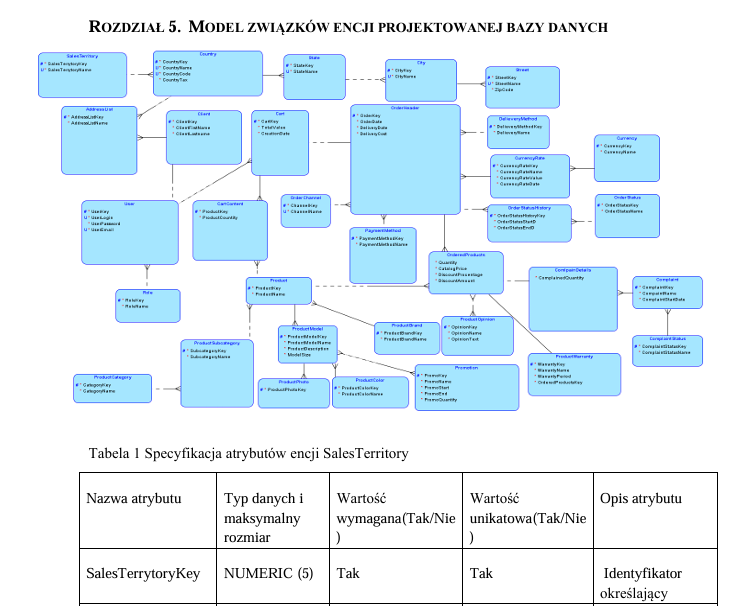 ROZDZIAŁ 5. MODEL ZWIĄZKÓW ENCJI PROJEKTOWANEJ BAZY DANYCH
SalesTerritory
# * SalesTerytoryKey
U * SalesTerytoryName
Country
# * CountryKey
U * CountryName
U * CountryCode
* CountryTax
State
# * StateKey
U * StateName
City
# * CityKey
U * CityName
Street
# * StreetKey
U * StreetName
* ZipCode
AddressList
# * AddressListKey
* AddressListName
Client
# * ClientKey
* ClientFirstName
* ClientLastname
Cart
# * CartKey
* TotalValue
* CreationDate
OrderHeader
# * OrderKey
* OrderDate
* DeliveryDate
* DeliveryCost
DelieveryMethod
# * DelieveryMethodKey
* DelieveryName
CurrencyRate
# * CurrencyRateKey
* CurrencyRateName
* CurrencyRateValue
* CurrencyRateDate
Currency
# * CurrencyKey
* CurrencyName
User
# * UserKey
U * UserLogin
* UserPassword
U * UserEmail
CartContent
# * ProductKey
* ProductQuantity
OrderChannel
# * ChannelKey
U * ChannelName
OrderStatusHistory
# * OrderStatusHistoryKey
* OrderStatusStartD
* OrderStatusEndD
OrderStatus
# * OrderStatusKey
* OrderStatusName
PaymentMethod
# * PaymentMethodKey
* PaymentMethodName
OrderedProducts
* Quantity
* CatalogPrice
* DiscountPercentage
* DiscountAmount
ComplaintDetails
* ComplainedQuantity
Complaint
# * ComplaintKey
* ComplaintName
* ComplaintStartDate
Role
# * RoleKey
* RoleName
Product
# * ProductKey
* ProductName
ProductModel
# * ProductModelKey
* ProductModelName
* ProductDescription
* ModelSize
ProductBrand
# * ProductBrandKey
* ProductBrandName
ProductOpinion
# * OpinionKey
* OpinionName
* OpinionText
ComplaintStatus
# * ComplaintStatusKey
* ComplaintStatusName
ProductSubcategory
# * SubcategoryKey
* SubcategoryName
ProductWarranty
# * WarrantyKey
* WarrantyName
* WarrantyPeriod
* OrderedProductsKey
ProductCategory
# * CategoryKey
* CategoryName
ProductPhoto
# * ProductPhotoKey
ProductColor
# * ProductColorKey
* ProductColorName
Promotion
# * PromoKey
* PromoName
* PromoStart
* PromoEnd
* PromoQuantity
Tabela 1 Specyfikacja atrybutów encji SalesTerritory
Nazwa atrybutu
Typ danych i
maksymalny
rozmiar
Wartość
wymagana(Tak/Nie
)
Wartość
unikatowa(Tak/Nie
)
Opis atrybutu
SalesTerrytoryKey
NUMERIC (5)
Tak
Tak
Identyfikator
określający